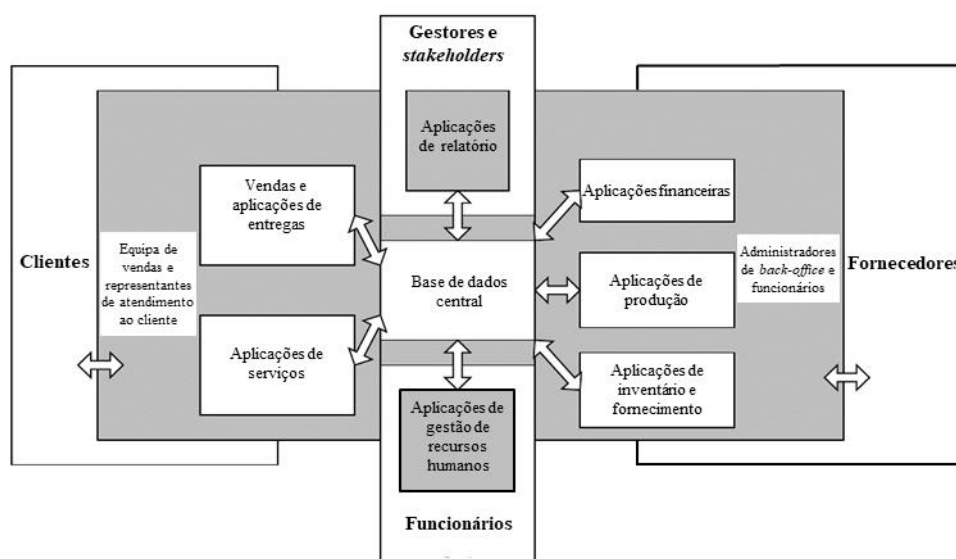 Gestores e
stakeholders
Aplicações
de relatório
Vendas e
aplicações de
entregas
Aplicações financeiras
Clientes
Equipa de
vendas e
representantes
de atendimento
ao cliente
Base de dados
central
Aplicações de
produção
Administradores
de back-office e
funcionários
Fornecedores
Aplicações de
serviços
Aplicações de
inventário e
fornecimento
Aplicações de
gestão de
recursos
humanos
Funcionários